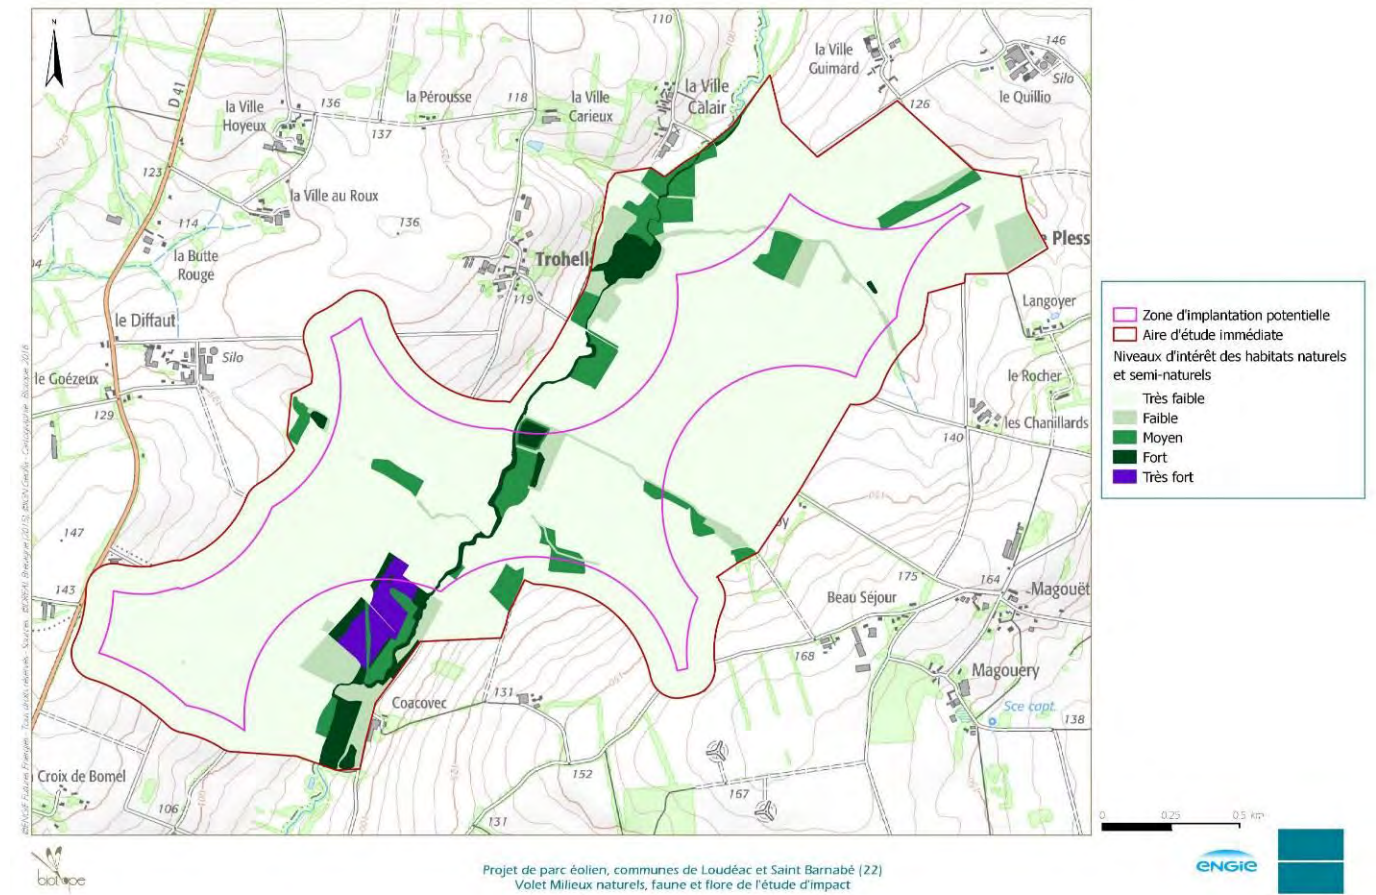 N
110
la Ville
Guimard
146
Silo
le Quillio
D 41
la Ville
Hoyeux
136
la Pérousse
118
137
la Ville
Carieux
la Ville
Calair
126
123
125
la Ville au Roux
114
136
la Butte
Rouge
Trohell
119
Pless
Langoyer
le Diffaut
Silo
le Goézeux
129
le Rocher
les Chanillards
140
147
143
175
164
Magouët
Beau Séjour
168
Magouery
Coacovec
131
Sce capt.
138
150
152
167
Croix de Bomel
106
131
Zone d'implantation potentielle
Aire d'étude immédiate
Niveaux d'intérêt des habitats naturels
et semi-naturels
Très faible
Faible
Moyen
Fort
Très fort
0 0.25 0.5 km
biotope
Projet de parc éolien, communes de Loudéac et Saint Barnabé (22)
Volet Milieux naturels, faune et flore de l'étude d'impact
ENGIE